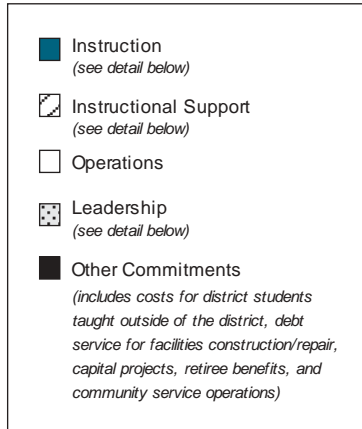 Instruction
(see detail below)
Instructional Support
(see detail below)
Operations
Leadership
(see detail below)
Other Commitments
(includes costs for district students
taught outside of the district, debt
service for facilities construction/repair,
capital projects, retiree benefits, and
community service operations)